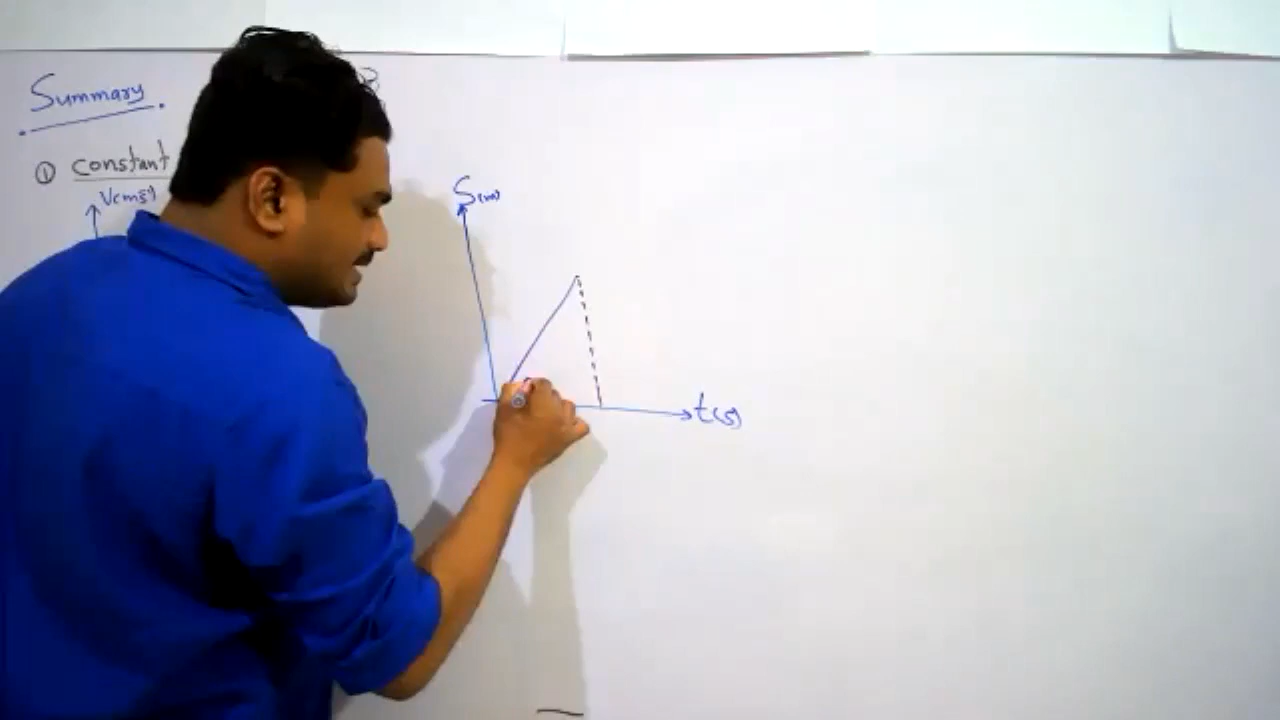 Summary
① constant
V(ms⁻¹)
S(m)
t(s)